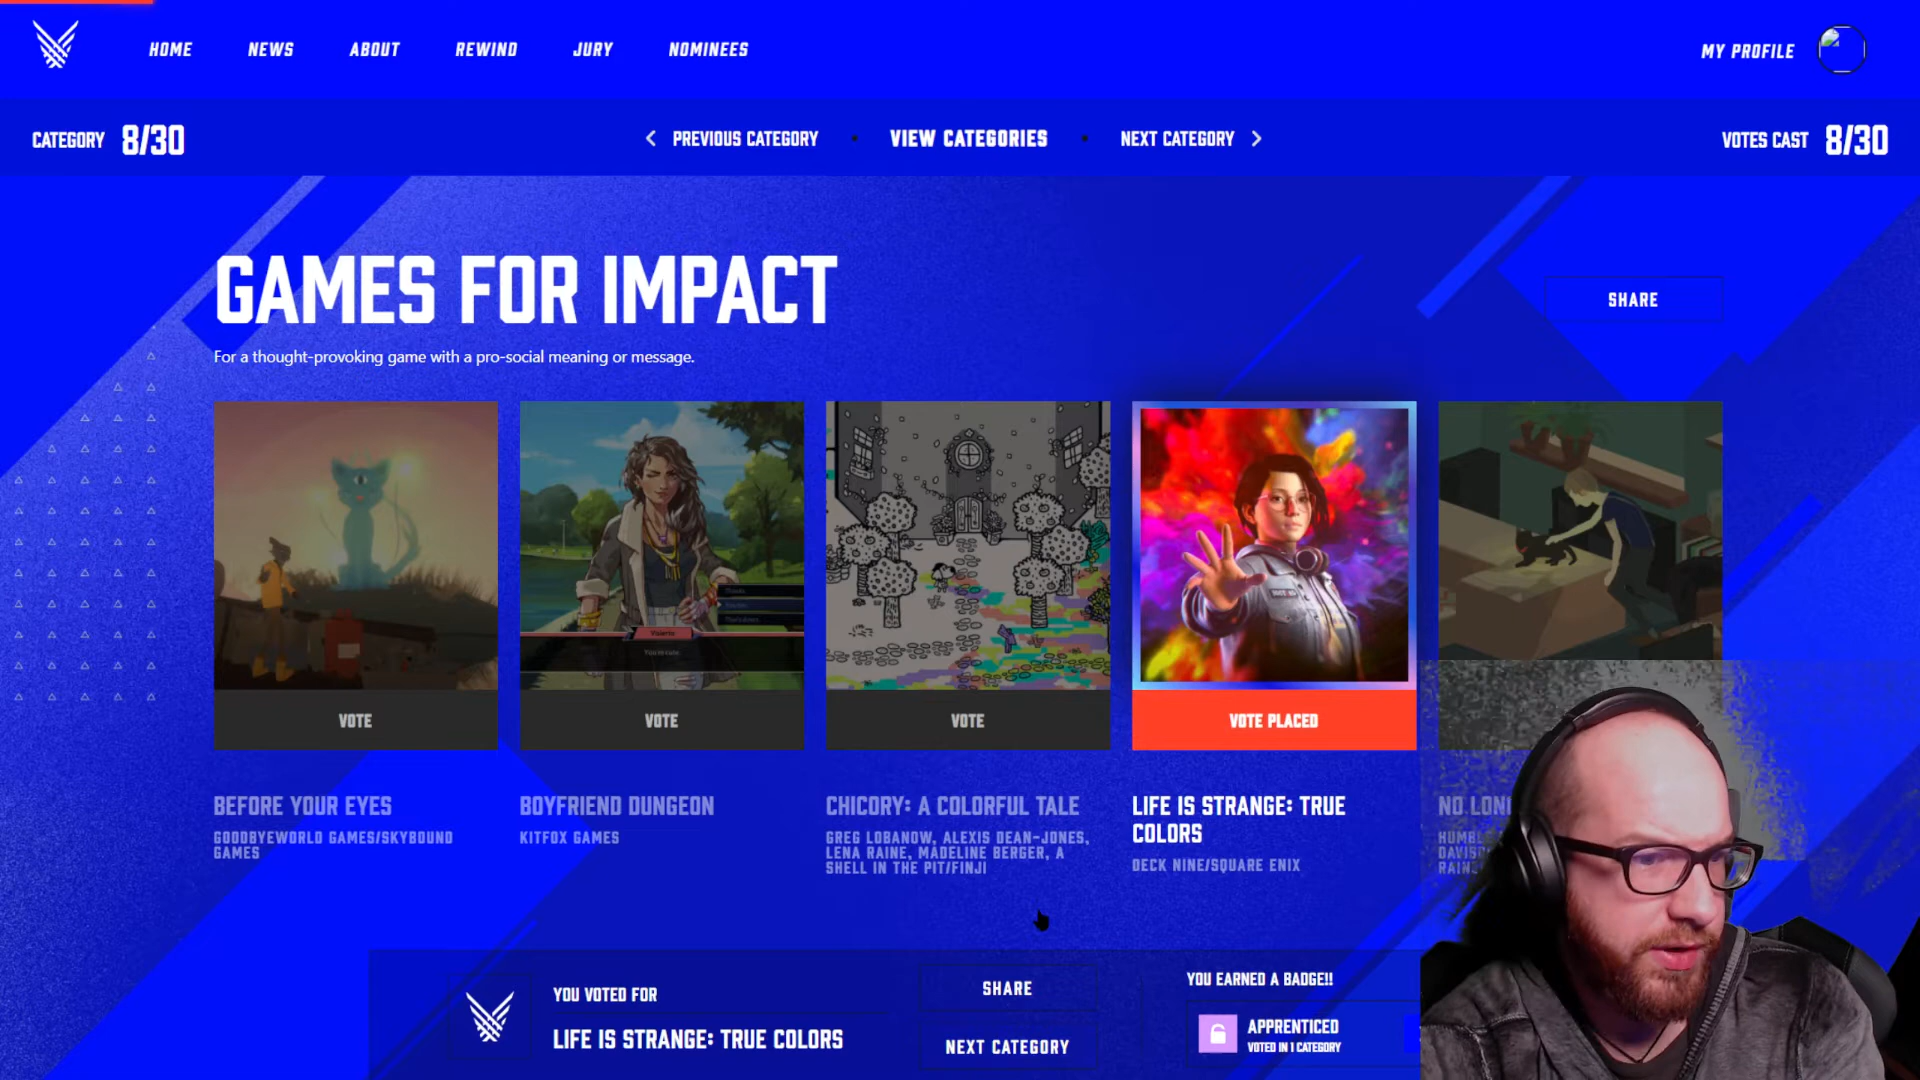 HOME NEWS ABOUT REWIND JURY NOMINEES MY PROFILE
CATEGORY 8/30 PREVIOUS CATEGORY VIEW CATEGORIES NEXT CATEGORY VOTES CAST 8/30
GAMES FOR IMPACT
SHARE
For a thought-provoking game with a pro-social meaning or message.
VOTE VOTE VOTE VOTE PLACED
BEFORE YOUR EYES
GOODBYEWORLD GAMES/SKYBOUND
GAMES
BOYFRIEND DUNGEON
KITFOX GAMES
CHICORY: A COLORFUL TALE
GREG LOBANOW, ALEXIS DEAN-JONES,
LENA RAINE, MADELINE BERGER, A
SHELL IN THE PIT/FINJI
LIFE IS STRANGE: TRUE
COLORS
DECK NINE/SQUARE ENIX
NO
YOU VOTED FOR
LIFE IS STRANGE: TRUE COLORS
SHARE
NEXT CATEGORY
YOU EARNED A BADGE!!
APPRENTICED
VOTED IN 1 CATEGORY